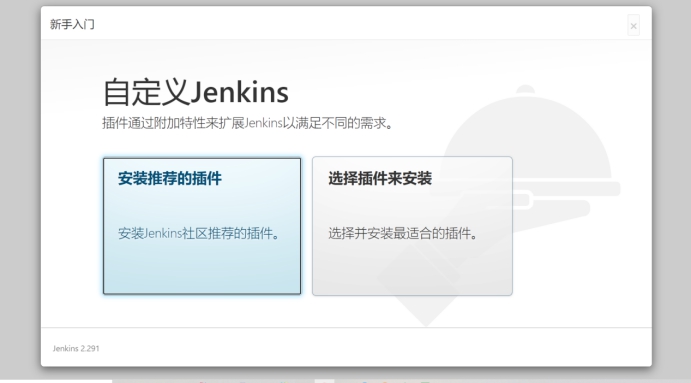 新手入门
×
自定义Jenkins
插件通过附加特性来扩展Jenkins以满足不同的需求。
安装推荐的插件
安装Jenkins社区推荐的插件。
选择插件来安装
选择并安装最适合的插件。
Jenkins 2.291